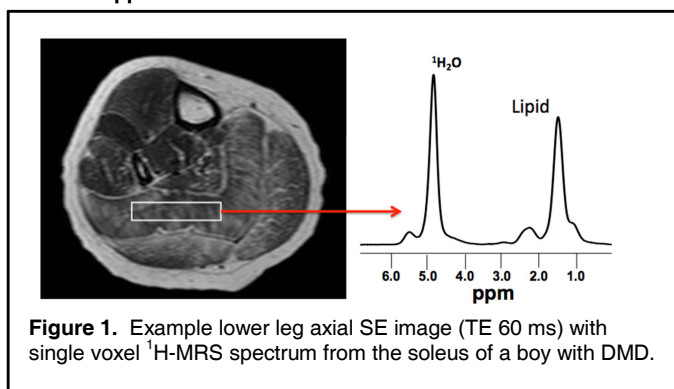 ¹H₂O
Lipid
6.0 5.0 4.0 3.0 2.0 1.0
ppm
Figure 1. Example lower leg axial SE image (TE 60 ms) with
single voxel ¹H-MRS spectrum from the soleus of a boy with DMD.